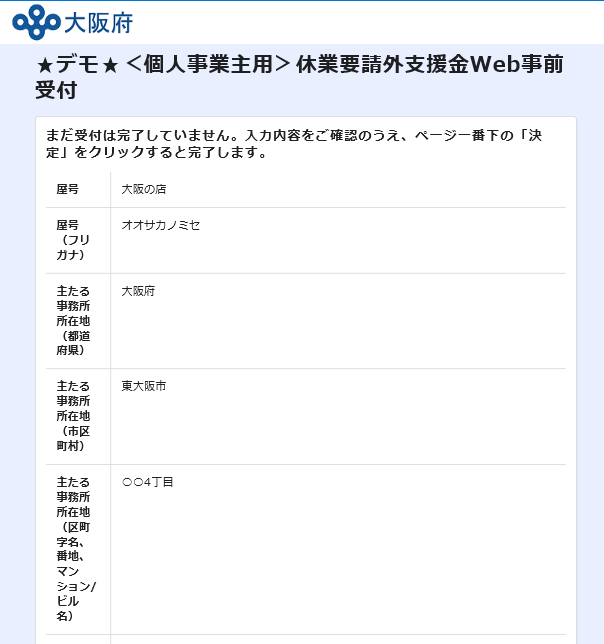 大阪府
★デモ★＜個人事業主用＞休業要請外支援金Web事前
受付
まだ受付は完了していません。入力内容をご確認のうえ、ページ一番下の「決
定」をクリックすると完了します。
屋号
大阪の店
屋号
（フリ
ガナ）
オオサカノミセ
主たる
事務所
所在地
（都道
府県）
大阪府
主たる
事務所
所在地
（市区
町村）
東大阪市
主たる
事務所
所在地
（区町
字名、
番地、
マン
ション/
ビル
名）
〇〇4丁目